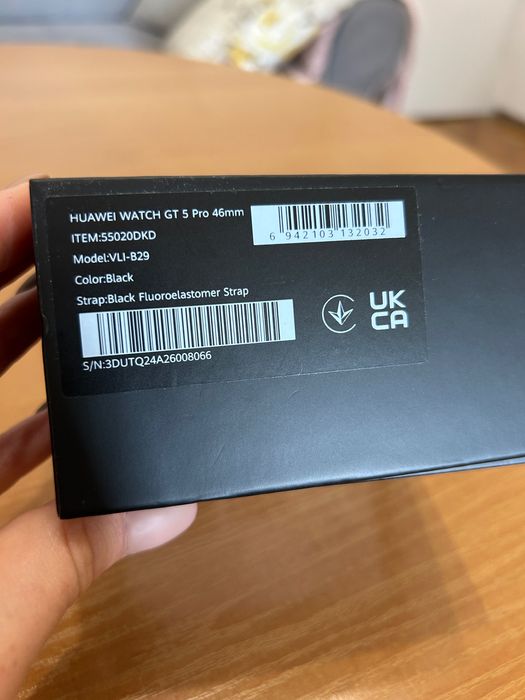 HUAWEI WATCH GT 5 Pro 46mm
ITEM:55020DKD
Model:VLI-B29
Color:Black
Strap:Black Fluoroelastomer Strap
S/N:3DUTQ24A26008066
6 942103 132032
UK
CA